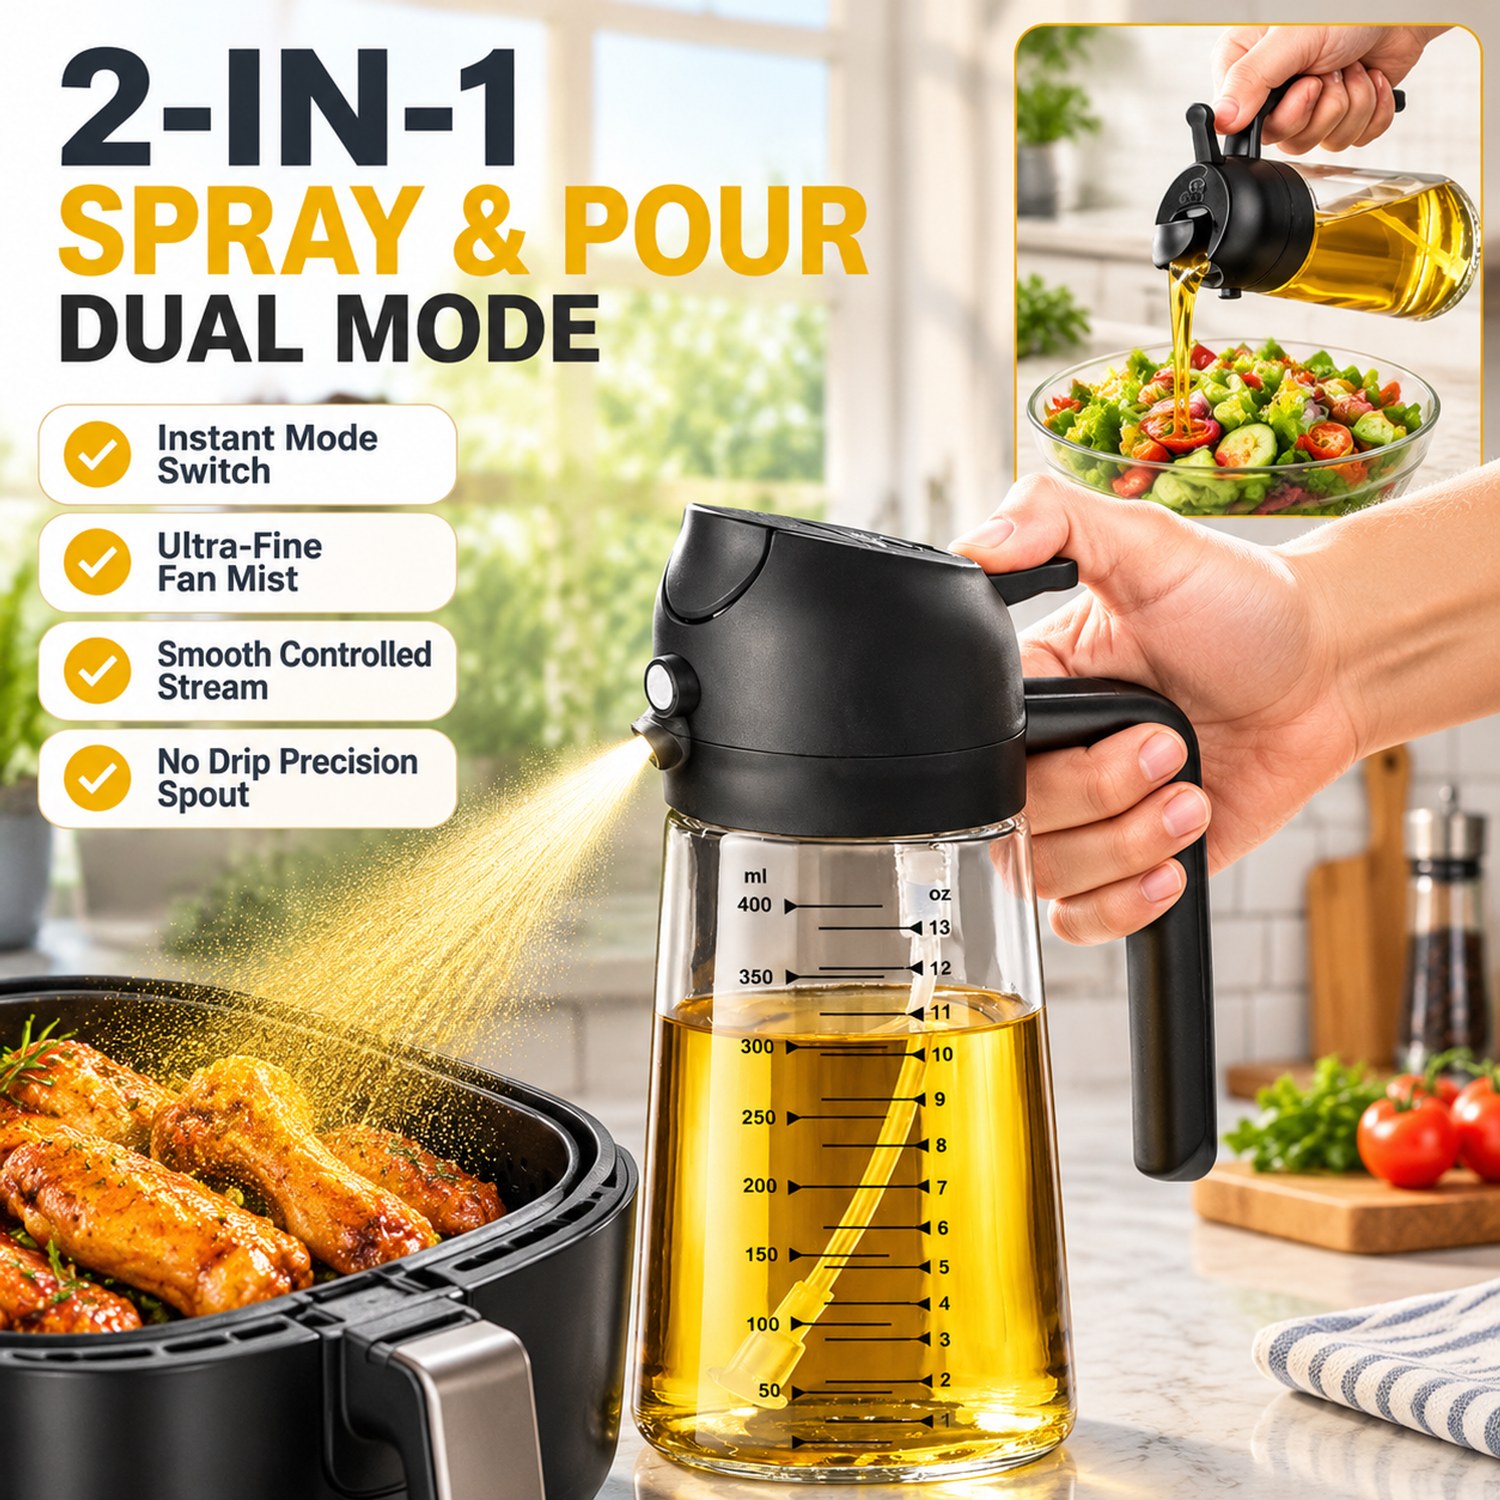 2-IN-1
SPRAY & POUR
DUAL MODE
Instant Mode
Switch
Ultra-Fine
Fan Mist
Smooth Controlled
Stream
No Drip Precision
Spout
ml
oz
400
13
12
350
11
300
10
9
250
8
200
7
6
150
5
4
100
3
2
50
1